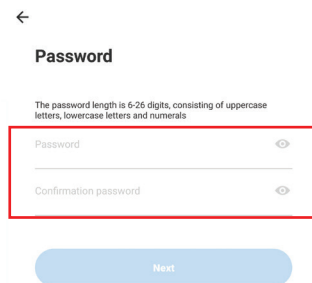 Password
The password length is 6-26 digits, consisting of uppercase
letters, lowercase letters and numerals
Password
Confirmation password
Next